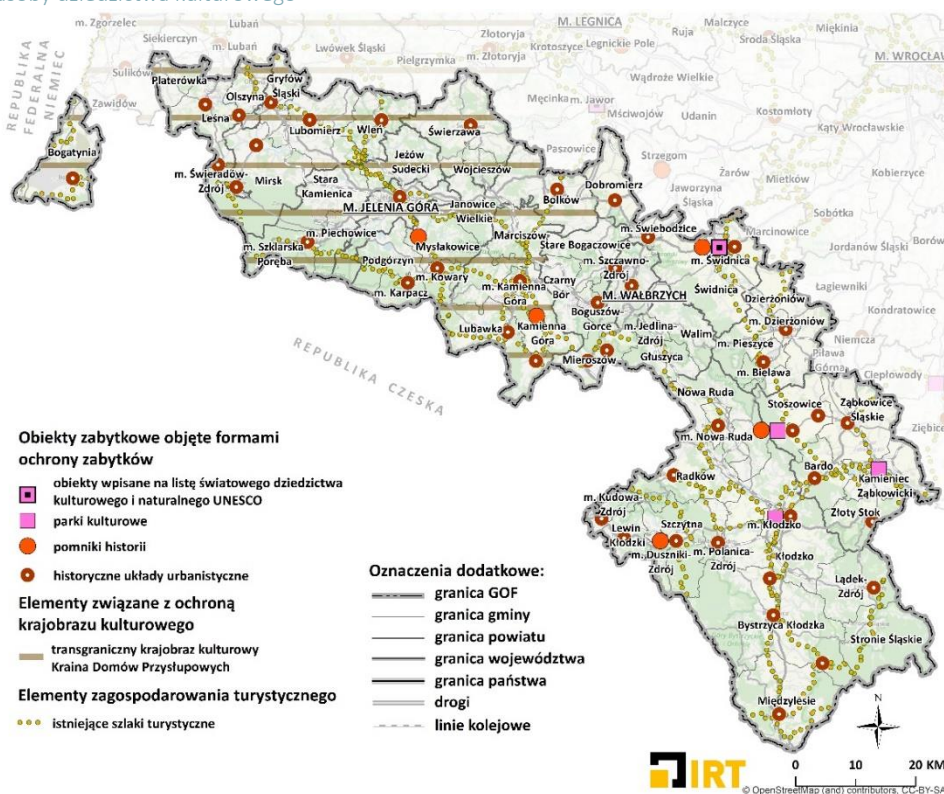 asoby dziedzictwa kulturowego
m. Zgorzelec
Siekierczyn
Lubań
m. Lubań
Lwówek Śląski
Pielgrzymka
Złotoryja
m. Złotoryja
Krotoszyce
M. LEGNICA
Legnickie Pole
Ruja
Malczyce
Środa Śląska
Miękinia
M. WROCŁAW
REPUBLIKA
FEDERALNA
NIEMIEC
Sulików
Zawidów
Platerówka
Olszyna
Gryfów
Śląski
Leśna
Lubomierz
Wleń
Świerzawa
Wądroże Wielkie
Męcinka
m. Jawor
Mściwojów
Udanin
Kostomłoty
Kąty Wrocławskie
Paszowice
Strzegom
Żarów
Mietków
Kobierzyce
Jaworzyna
Śląska
Sobótka
Marcinowice
Jordanów Śląski
Borów
Łagiewniki
Kondratowice
Niemcza
Piława
Górna
Ciepłowody
Ziębice
Bogatynia
m. Świeradów-
Zdrój
Mirsk
Stara
Kamienica
Jeżów
Sudecki
Wojcieszów
Bolków
Dobromierz
M. JELENIA GÓRA
Janowice
Wielkie
m. Piechowice
Mysłakowice
Marciszów
Stare Bogaczowice
m. Świebodzice
m. Świdnica
Świdnica
m. Szklarska
Poręba
Podgórzyn
m. Kowary
m. Karpacz
m. Kamienna
Góra
Czarny
Bór
m. Szczawno-
Zdrój
M. WAŁBRZYCH
Boguszów-
Gorce
Lubawka
Kamienna
Góra
Mieroszów
m. Jedlina-
Zdrój
Głuszyca
Walim
Dzierżoniów
m. Dzierżoniów
m. Pieszyce
m. Bielawa
REPUBLIKA CZESKA
Nowa Ruda
m. Nowa Ruda
Stoszowice
Ząbkowice
Śląskie
Bardo
Kamieniec
Ząbkowicki
Radków
Złoty Stok
m. Kudowa-
Zdrój
Lewin
Kłodzki
Szczytna
m. Duszniki-
Zdrój
m. Polanica-
Zdrój
m. Kłodzko
Kłodzko
Lądek-
Zdrój
Bystrzyca Kłodzka
Stronie Śląskie
Międzylesie
Obiekty zabytkowe objęte formami
ochrony zabytków
obiekty wpisane na listę światowego dziedzictwa
kulturowego i naturalnego UNESCO
parki kulturowe
pomniki historii
historyczne układy urbanistyczne
Elementy związane z ochroną
krajobrazu kulturowego
transgraniczny krajobraz kulturowy
Kraina Domów Przysłupowych
Elementy zagospodarowania turystycznego
istniejące szlaki turystyczne
Oznaczenia dodatkowe:
granica GOF
granica gminy
granica powiatu
granica województwa
granica państwa
drogi
linie kolejowe
N
IRT
0 10 20 KM
© OpenStreetMap (and) contributors, CC-BY-SA